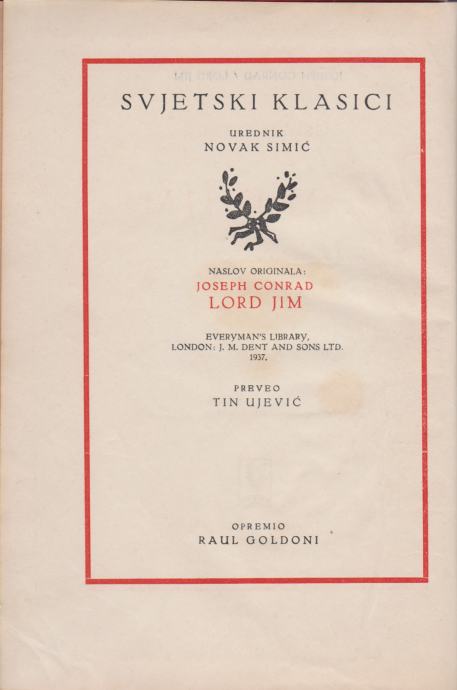 SVJETSKI KLASICI
UREDNIK
NOVAK SIMIĆ
NASLOV ORIGINALA:
JOSEPH CONRAD
LORD JIM
EVERYMAN'S LIBRARY,
LONDON: J. M. DENT AND SONS LTD.
1937.
PREVEO
TIN UJEVIĆ
OPREMIO
RAUL GOLDONI